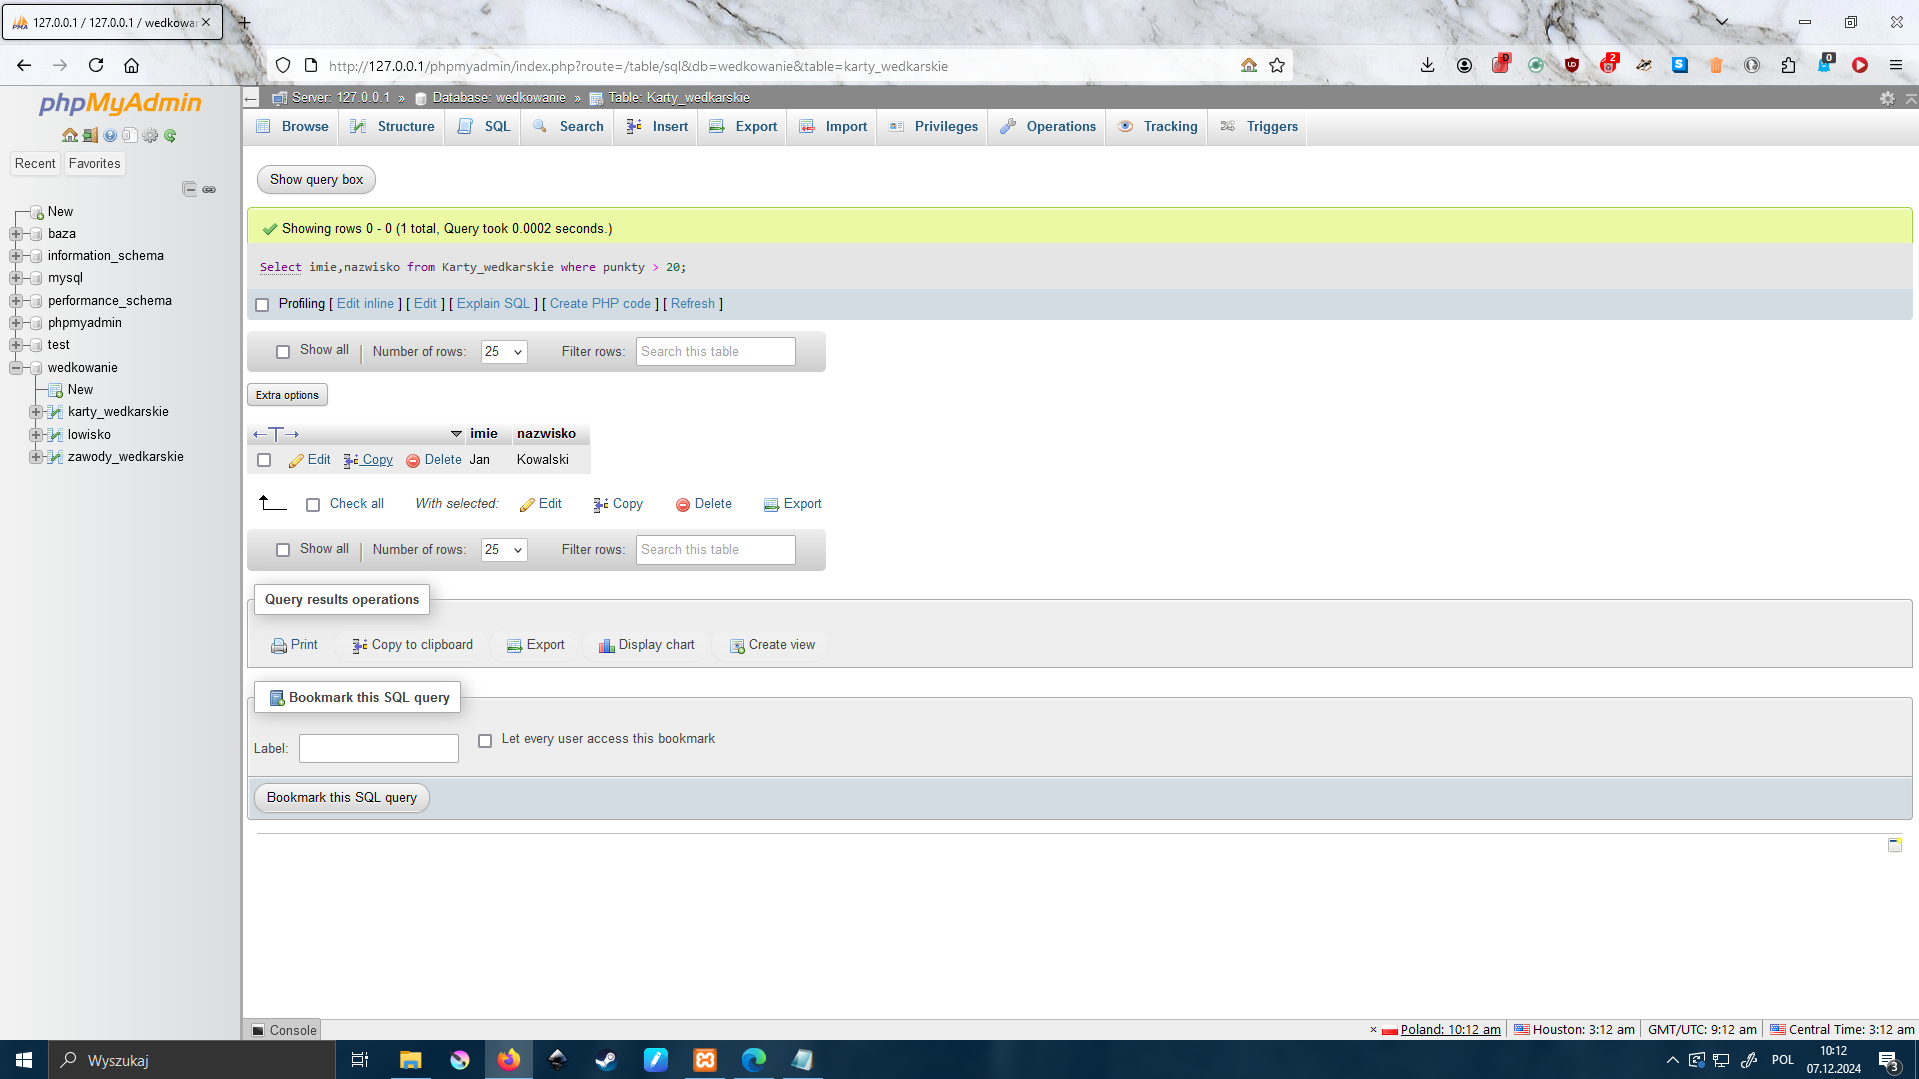 127.0.0.1 / 127.0.0.1 / wedkowa
http://127.0.0.1/phpmyadmin/index.php?route=/table/sql&db=wedkowanie&table=karty_wedkarskie
D
2
0
phpMyAdmin
Recent
Favorites
New
baza
information_schema
mysql
performance_schema
phpmyadmin
test
wedkowanie
New
karty_wedkarskie
lowisko
zawody_wedkarskie
Server: 127.0.0.1 » Database: wedkowanie » Table: Karty_wedkarskie
Browse Structure SQL Search Insert Export Import Privileges Operations Tracking Triggers
Show query box
Showing rows 0 - 0 (1 total, Query took 0.0002 seconds.)
Select imie,nazwisko from Karty_wedkarskie where punkty > 20;
Profiling [ Edit inline ] [ Edit ] [ Explain SQL ] [ Create PHP code ] [ Refresh ]
Show all | Number of rows: 25 Filter rows: Search this table
Extra options
←T→ imie nazwisko
Edit Copy Delete Jan Kowalski
Check all With selected: Edit Copy Delete Export
Show all | Number of rows: 25 Filter rows: Search this table
Query results operations
Print Copy to clipboard Export Display chart Create view
Bookmark this SQL query
Label: Let every user access this bookmark
Bookmark this SQL query
Console
× Poland: 10:12 am Houston: 3:12 am GMT/UTC: 9:12 am Central Time: 3:12 am
Wyszukaj
POL
10:12
07.12.2024
3